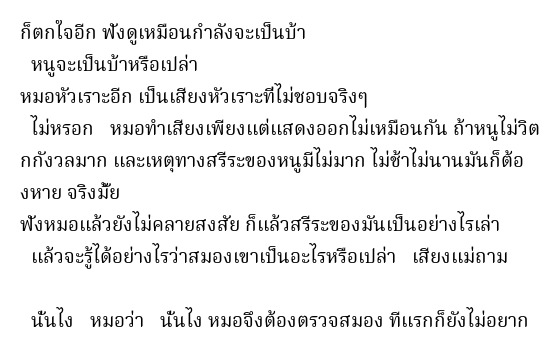 ก็ตกใจอีก ฟังดูเหมือนกำลังจะเป็นบ้า
หนูจะเป็นบ้าหรือเปล่า
หมอหัวเราะอีก เป็นเสียงหัวเราะที่ไม่ชอบจริงๆ
ไม่หรอก หมอทำเสียงเพียงแต่แสดงออกไม่เหมือนกัน ถ้าหนูไม่วิต
กกังวลมาก และเหตุทางสรีระของหนูมีไม่มาก ไม่ช้าไม่นานมันก็ต้อ
งหาย จริงมั้ย
ฟังหมอแล้วยังไม่คลายสงสัย ก็แล้วสรีระของมันเป็นอย่างไรเล่า
แล้วจะรู้ได้อย่างไรว่าสมองเขาเป็นอะไรหรือเปล่า เสียงแม่ถาม
นั่นไง หมอว่า นั่นไง หมอจึงต้องตรวจสมอง ทีแรกก็ยังไม่อยาก